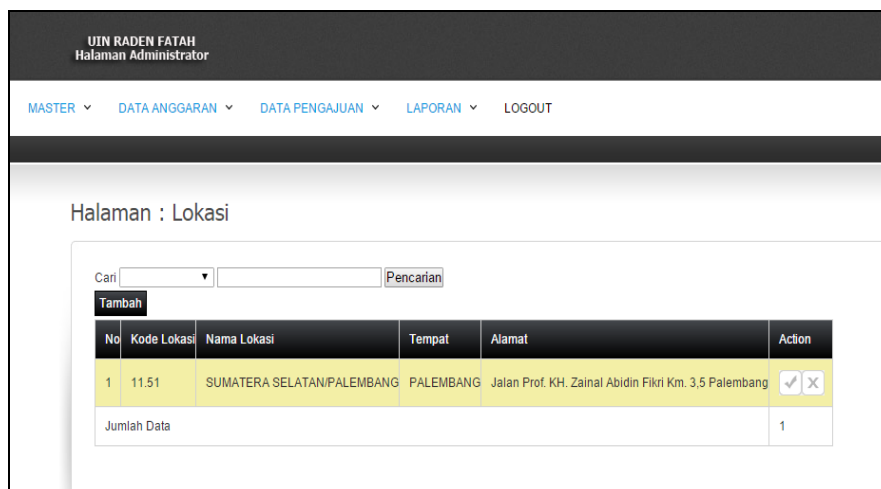 UIN RADEN FATAH
Halaman Administrator
MASTER DATA ANGGARAN DATA PENGAJUAN LAPORAN LOGOUT
Halaman : Lokasi
Cari Pencarian
Tambah
No Kode Lokasi Nama Lokasi Tempat Alamat Action
1 11.51 SUMATERA SELATAN/PALEMBANG PALEMBANG Jalan Prof. KH. Zainal Abidin Fikri Km. 3,5 Palembang
Jumlah Data 1